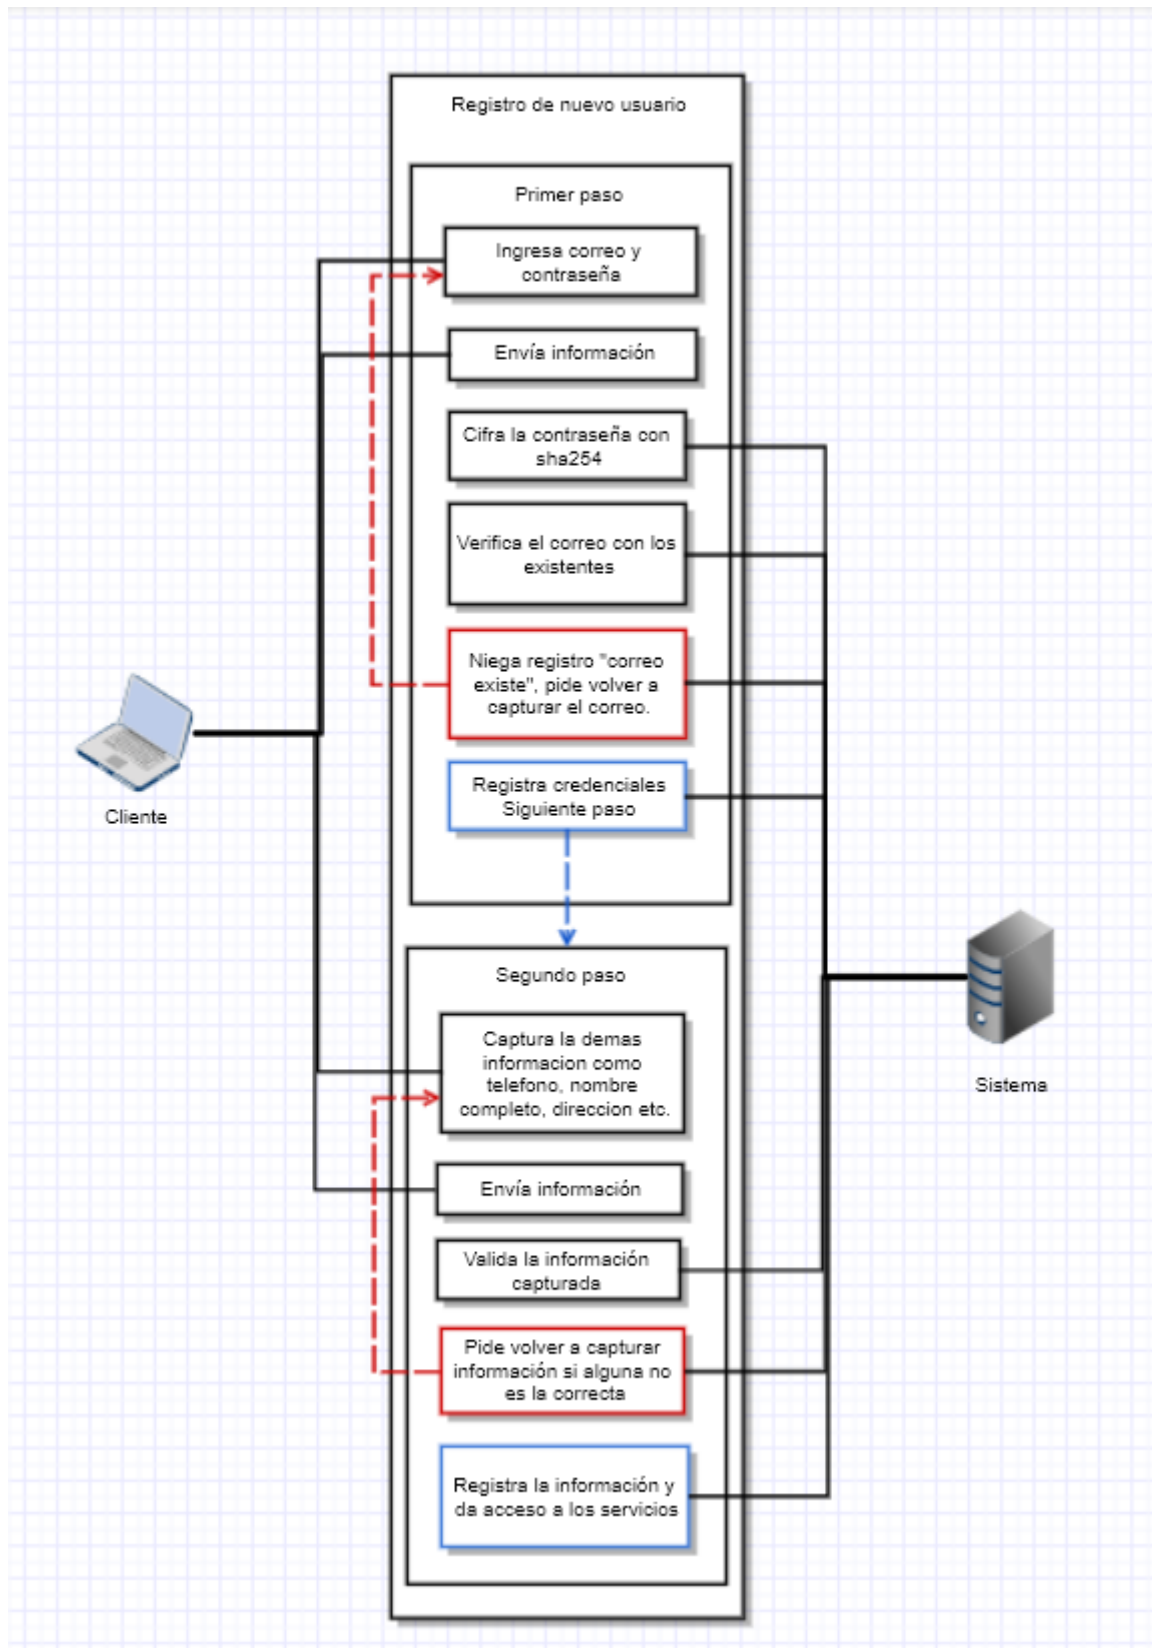 Registro de nuevo usuario
Primer paso
Ingresa correo y
contraseña
Envía información
Cifra la contraseña con
sha254
Verifica el correo con los
existentes
Niega registro "correo
existe", pide volver a
capturar el correo.
Registra credenciales
Siguiente paso
Cliente
Segundo paso
Captura la demas
informacion como
telefono, nombre
completo, direccion etc.
Sistema
Envía información
Valida la información
capturada
Pide volver a capturar
información si alguna no
es la correcta
Registra la información y
da acceso a los servicios